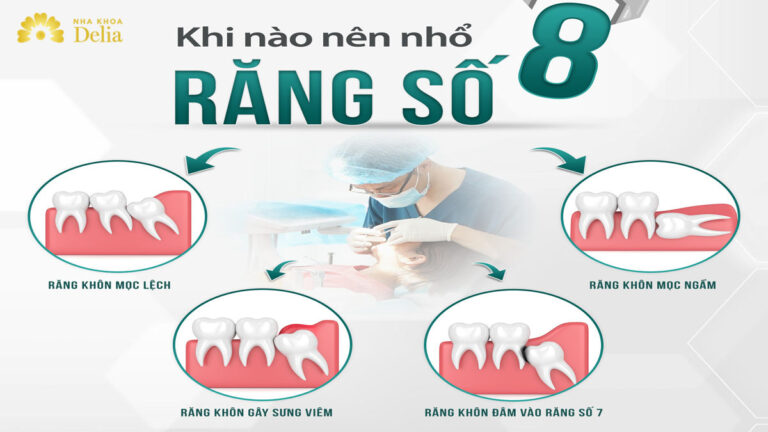 NHA KHOA
Delia
Khi nào nên nhổ
RĂNG SỐ 8
RĂNG KHÔN MỌC LỆCH
RĂNG KHÔN MỌC NGẦM
RĂNG KHÔN GÂY SƯNG VIÊM
RĂNG KHÔN ĐÂM VÀO RĂNG SỐ 7